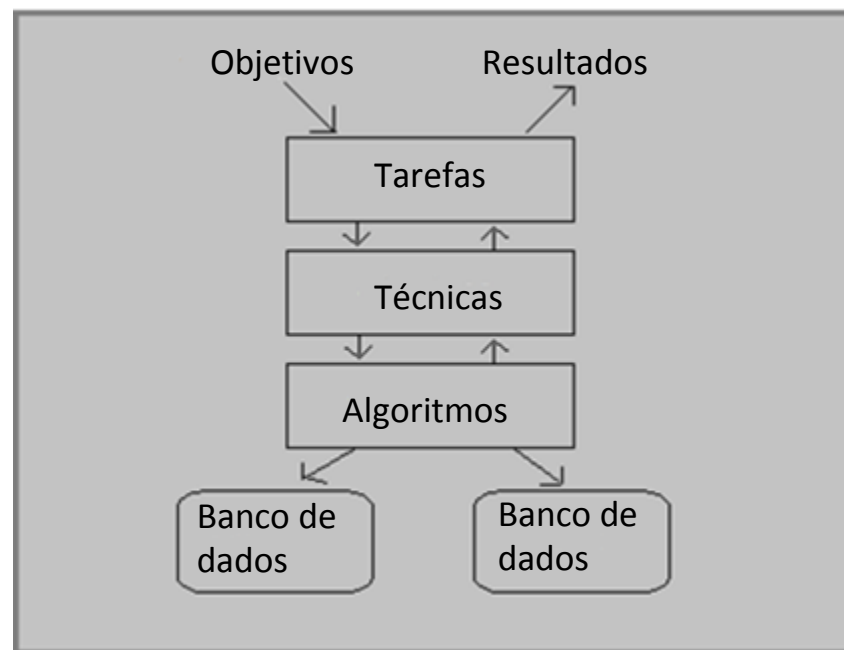 Objetivos
Resultados
Tarefas
Técnicas
Algoritmos
Banco de
dados
Banco de
dados